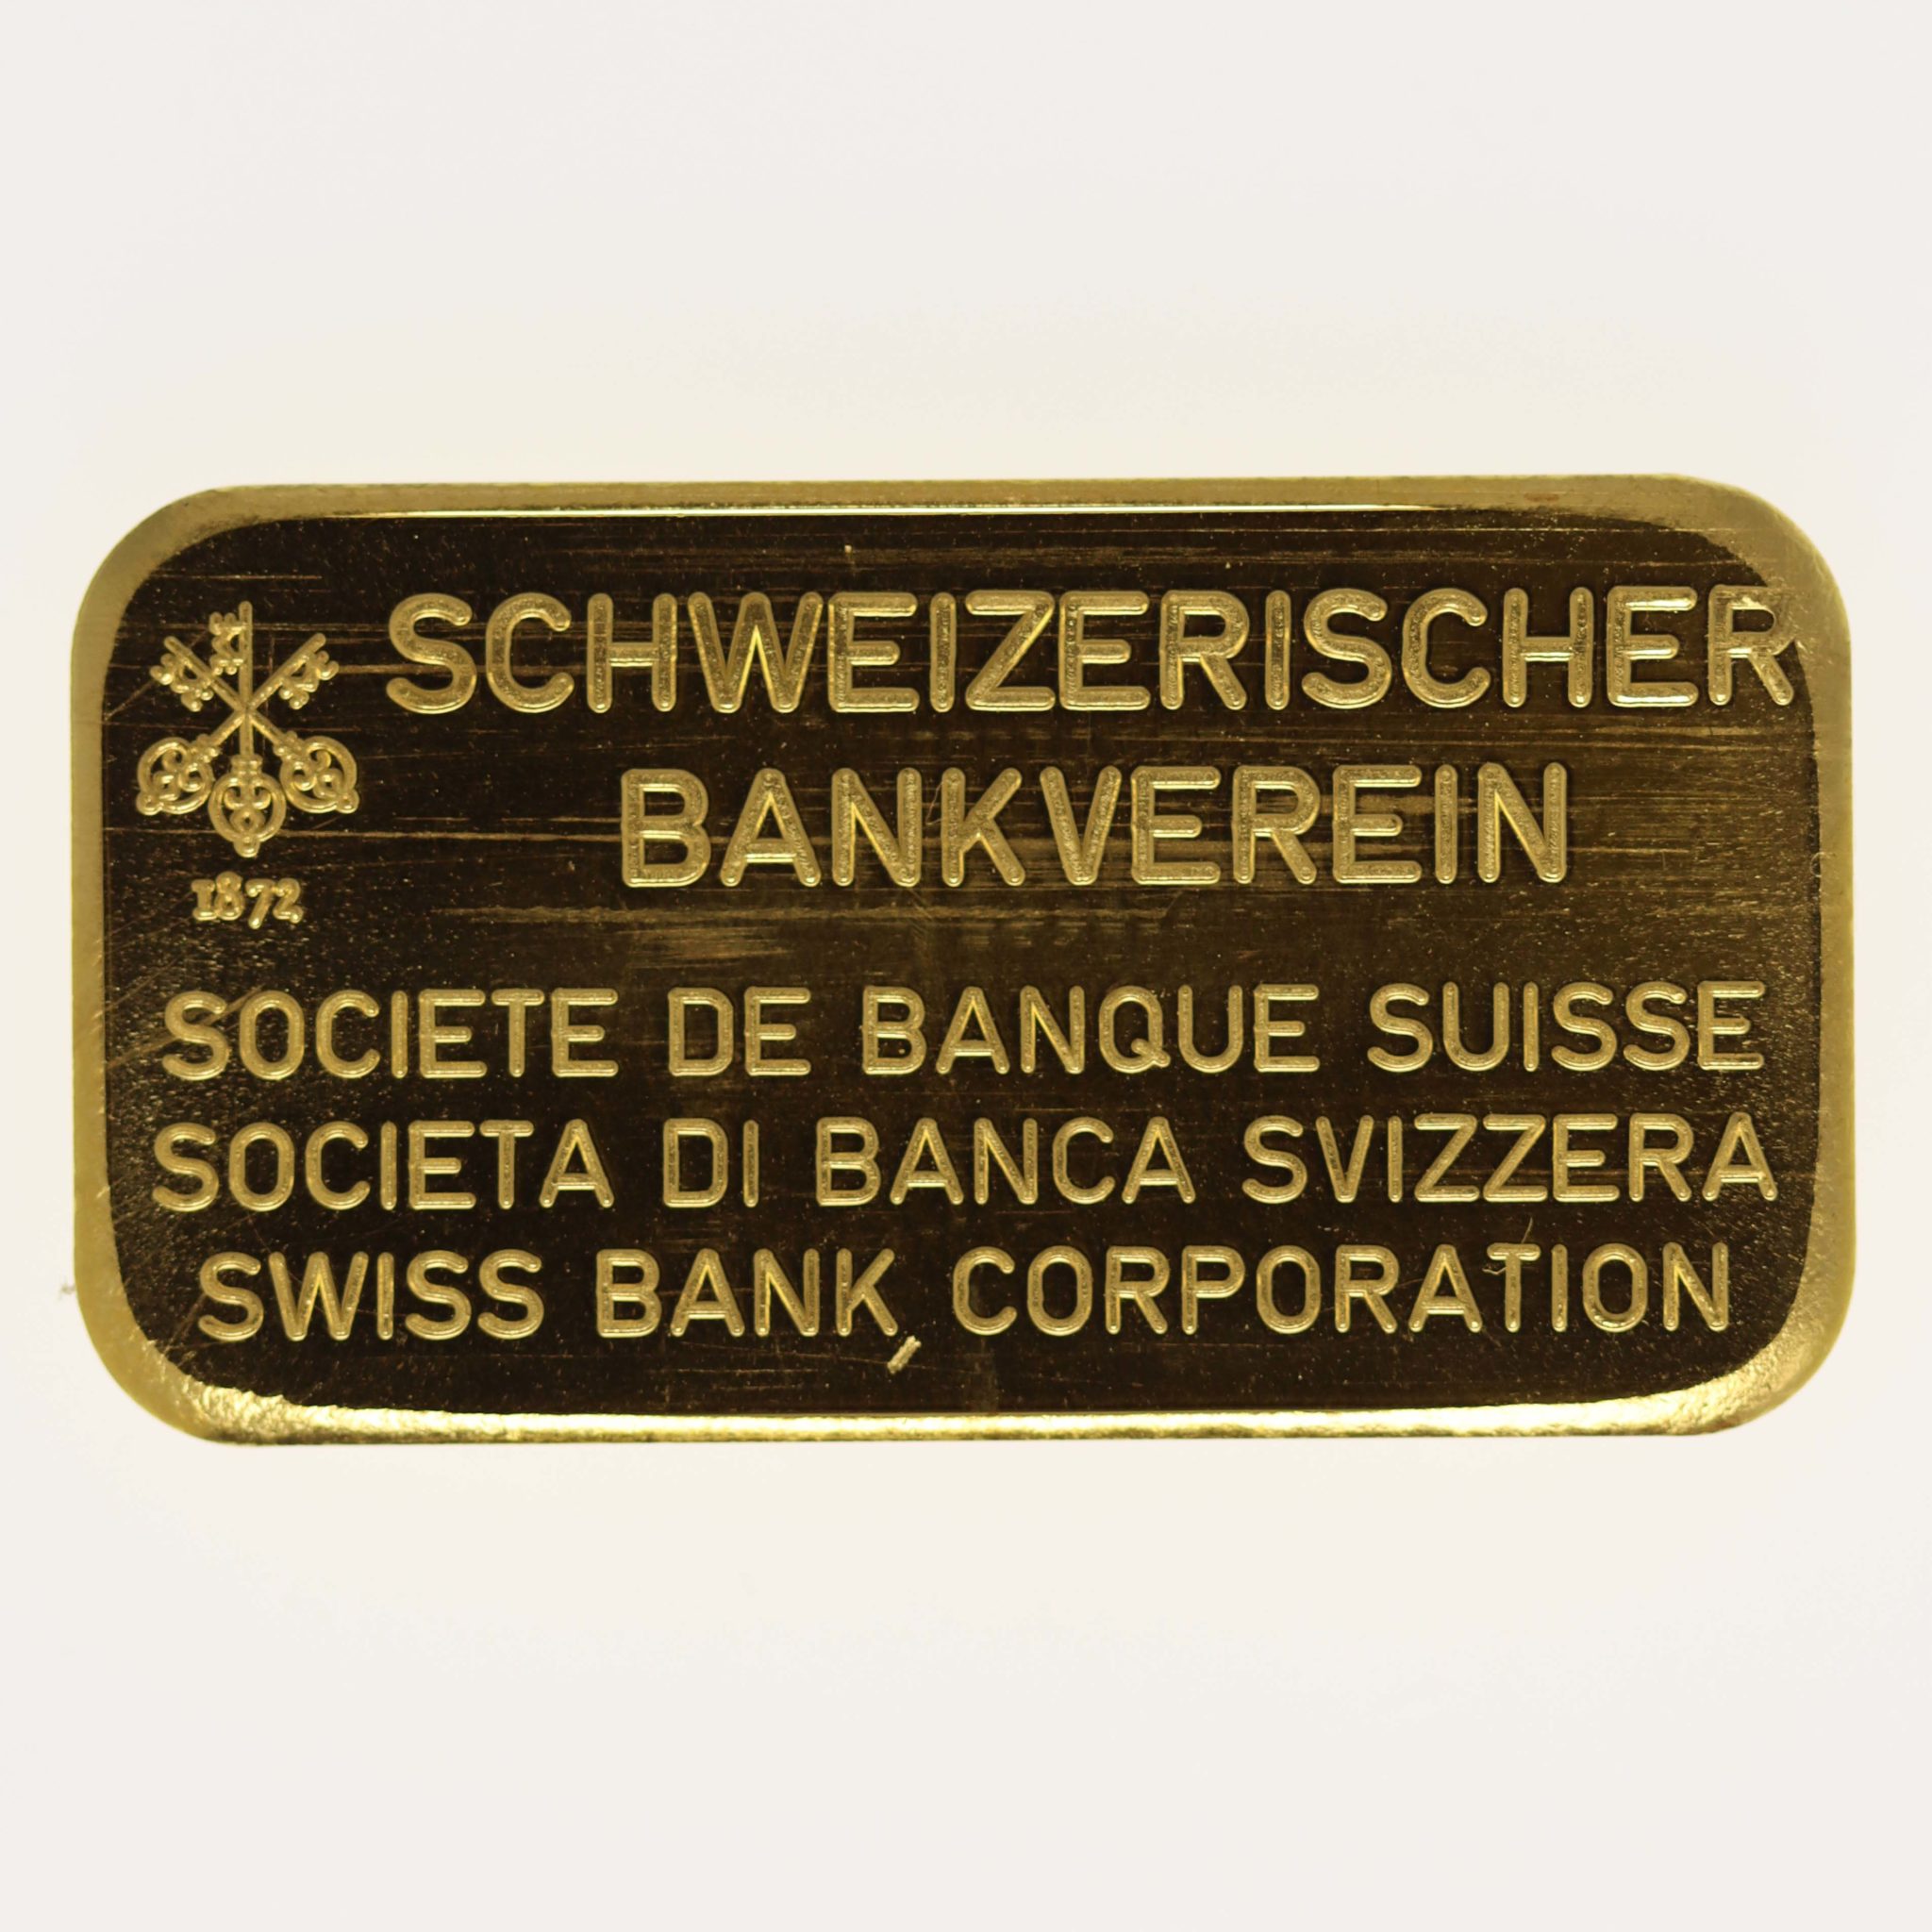 SCHWEIZERISCHER
BANKVEREIN
1872
SOCIETE DE BANQUE SUISSE
SOCIETA DI BANCA SVIZZERA
SWISS BANK CORPORATION